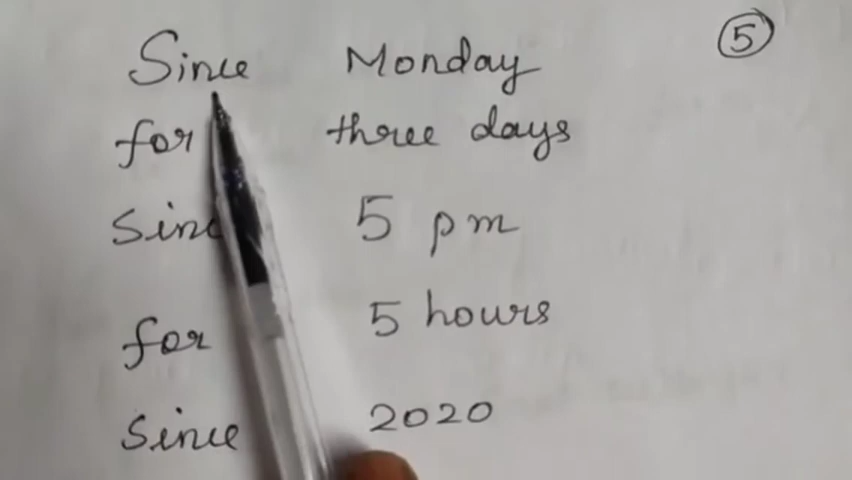 Since Monday 5
for three days
Since 5 pm
for 5 hours
Since 2020